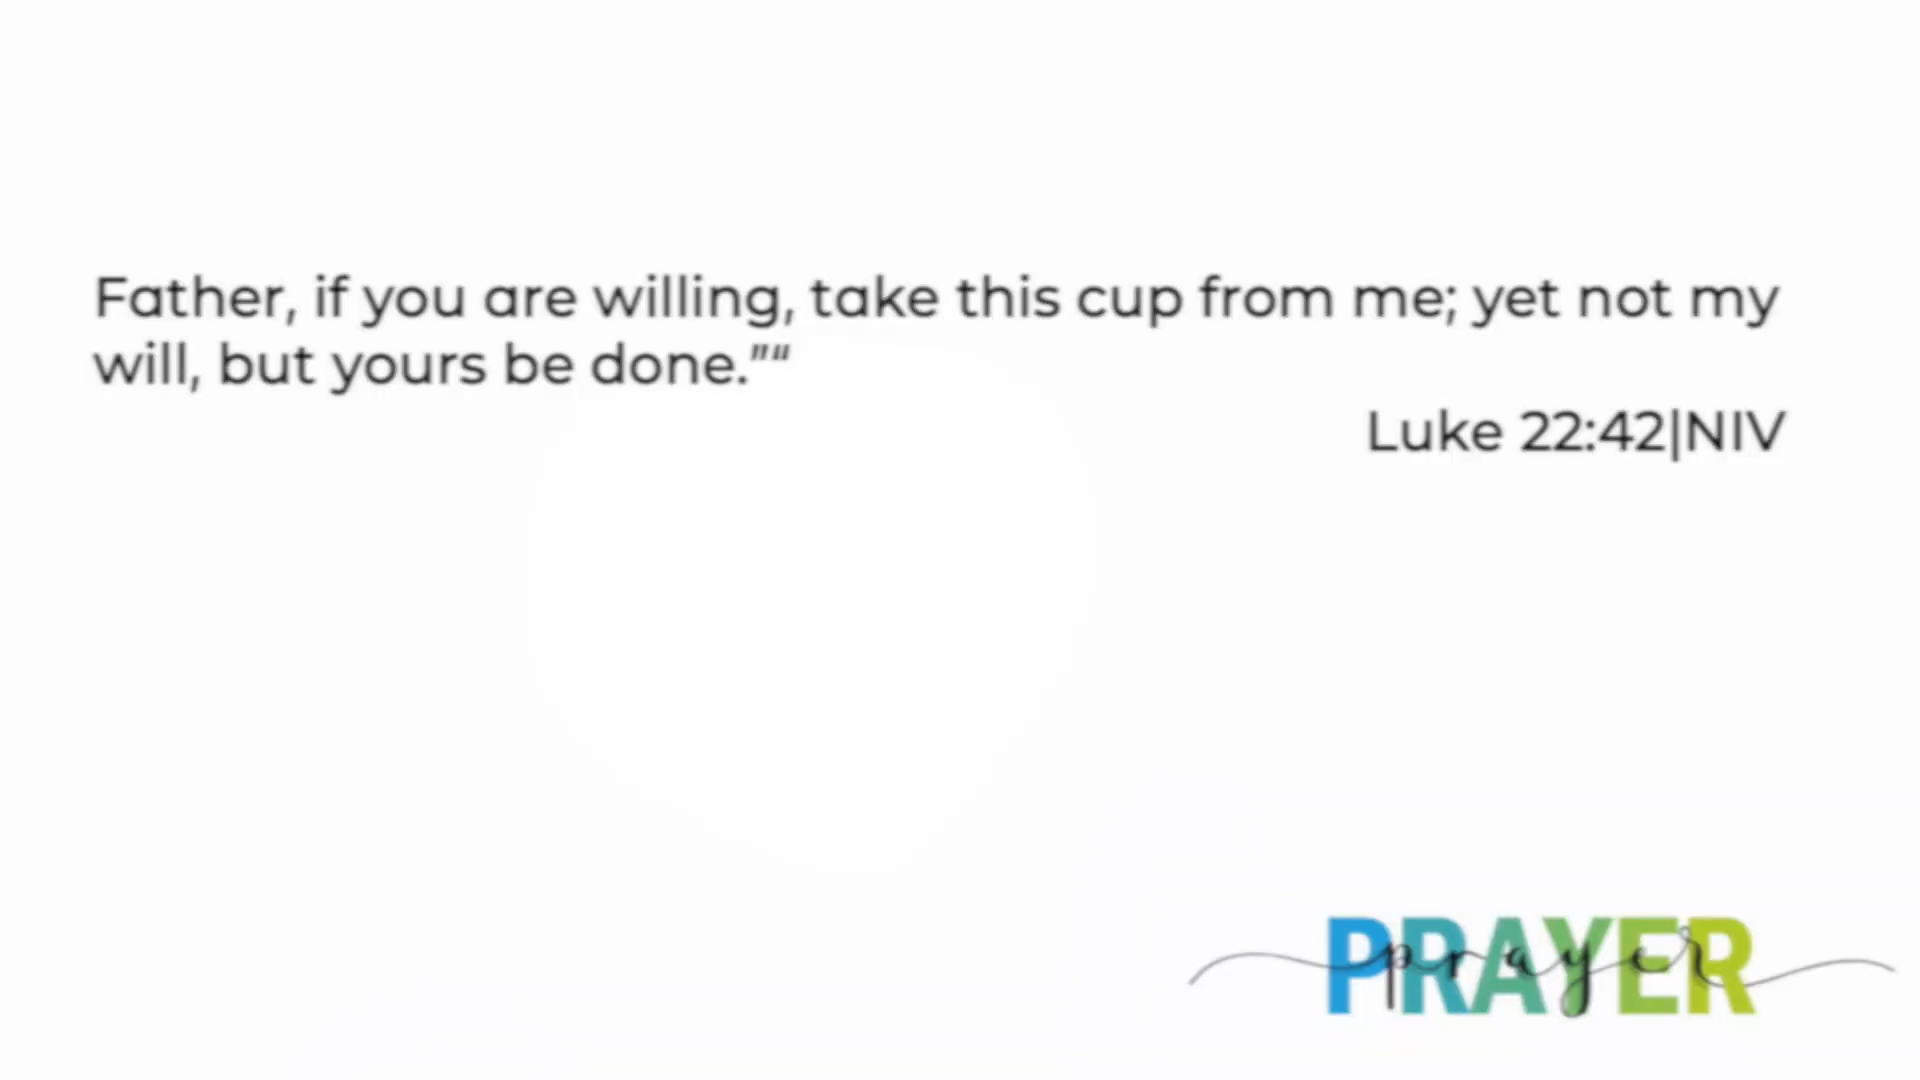 Father, if you are willing, take this cup from me; yet not my
will, but yours be done.”“
Luke 22:42|NIV
PRAYER
prayer